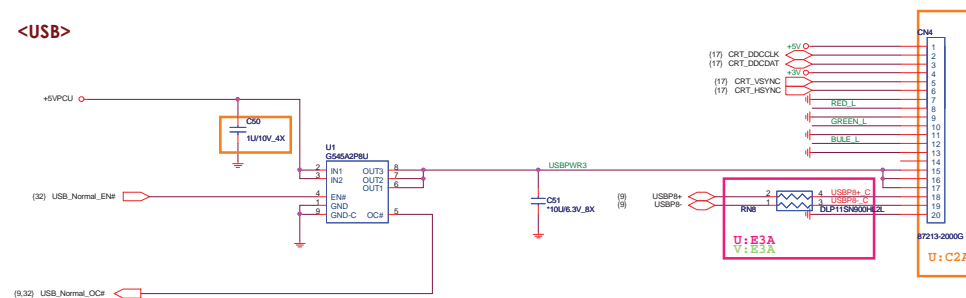 <USB>
CN4
+5V
1
(17) CRT_DDCCLK
2
(17) CRT_DDCDAT
3
+3V
4
(17) CRT_VSYNC
5
(17) CRT_HSYNC
6
7
RED_L
8
9
GREEN_L
10
11
BULE_L
12
13
14
15
16
17
18
19
20
87213-2000G
U:C2A
+5VPCU
C50
1U/10V_4X
U1
G545A2P8U
2 IN1 OUT3 8
3 IN2 OUT2 7
OUT1 6
4 EN#
1 GND
9 GND-C OC# 5
USBPWR3
(32) USB_Normal_EN#
C51
*10U/6.3V_8X
(9) USBP8+ 2 4 USBP8+_C
(9) USBP8- 1 3 USBP8-_C
RN8 DLP11SN900HL2L
U:E3A
V:E3A
(9,32) USB_Normal_OC#